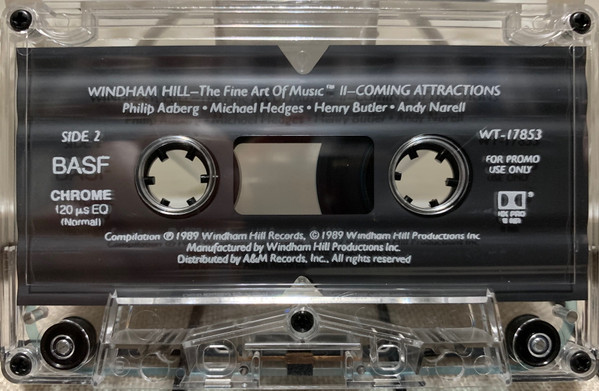 WINDHAM HILL—The Fine Art Of Music™ II—COMING ATTRACTIONS
Philip Aaberg • Michael Hedges • Henry Butler • Andy Narell
SIDE 2
WT-17853
BASF
FOR PROMO
USE ONLY
CHROME
120 µs EQ
(Normal)
HX PRO
Compilation ℗ 1989 Windham Hill Records, © 1989 Windham Hill Productions Inc
Manufactured by Windham Hill Productions Inc.
Distributed by A&M Records, Inc., All rights reserved